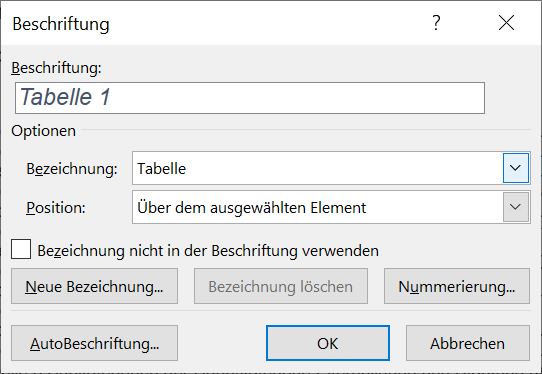 Beschriftung
?
Beschriftung:
Tabelle 1
Optionen
Bezeichnung: Tabelle
Position: Über dem ausgewählten Element
Bezeichnung nicht in der Beschriftung verwenden
Neue Bezeichnung... Bezeichnung löschen Nummerierung...
AutoBeschriftung... OK Abbrechen